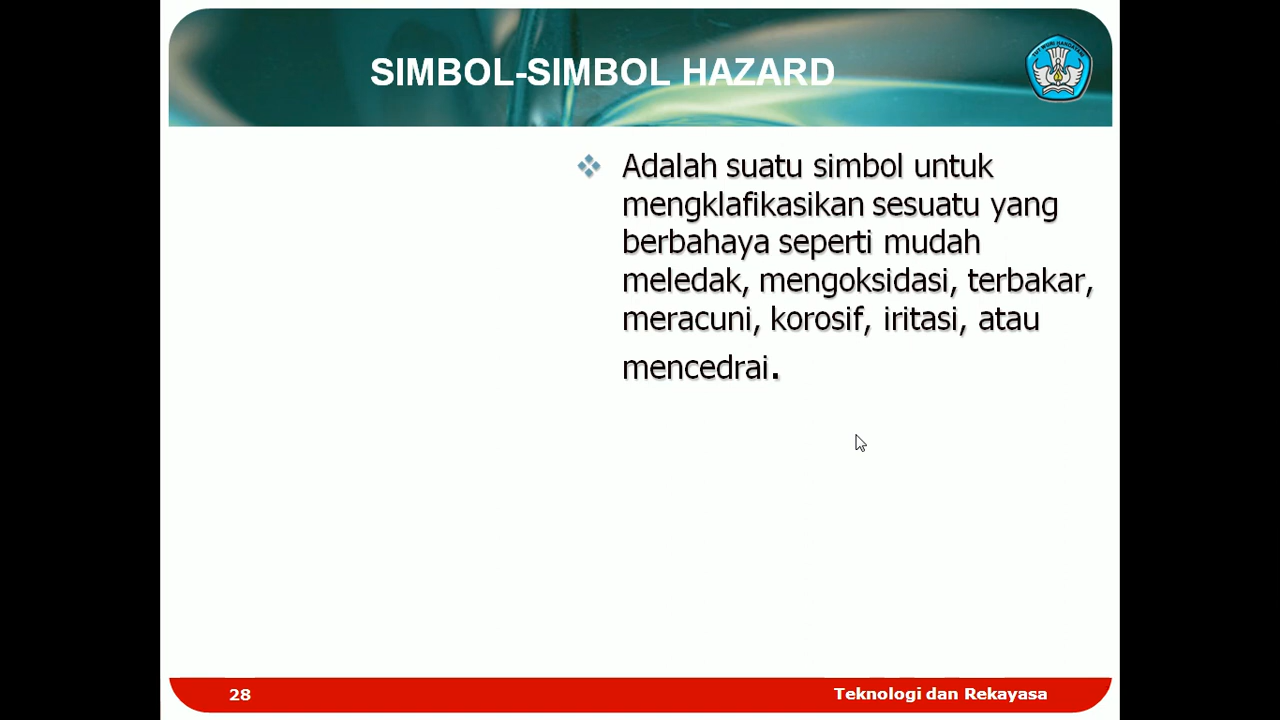 SIMBOL-SIMBOL HAZARD
Adalah suatu simbol untuk
mengklafikasikan sesuatu yang
berbahaya seperti mudah
meledak, mengoksidasi, terbakar,
meracuni, korosif, iritasi, atau
mencedrai.
28
Teknologi dan Rekayasa